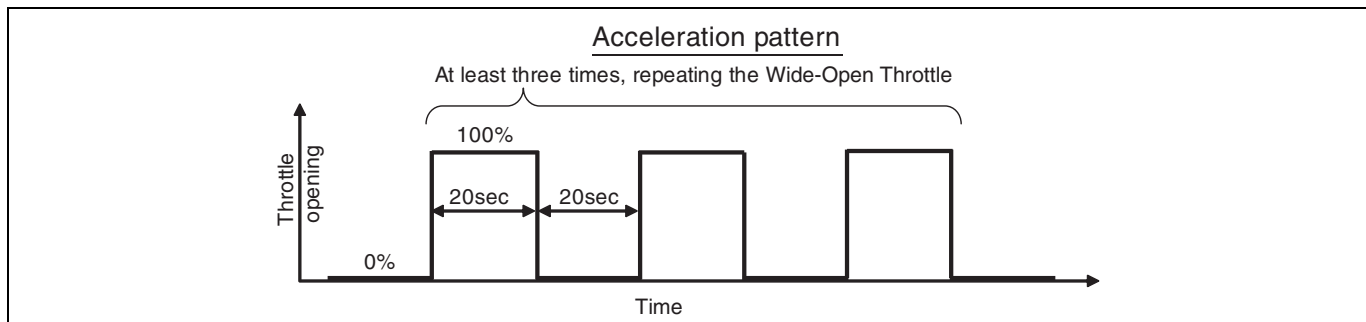 Acceleration pattern
At least three times, repeating the Wide-Open Throttle
100%
Throttle
opening
20sec
20sec
0%
Time